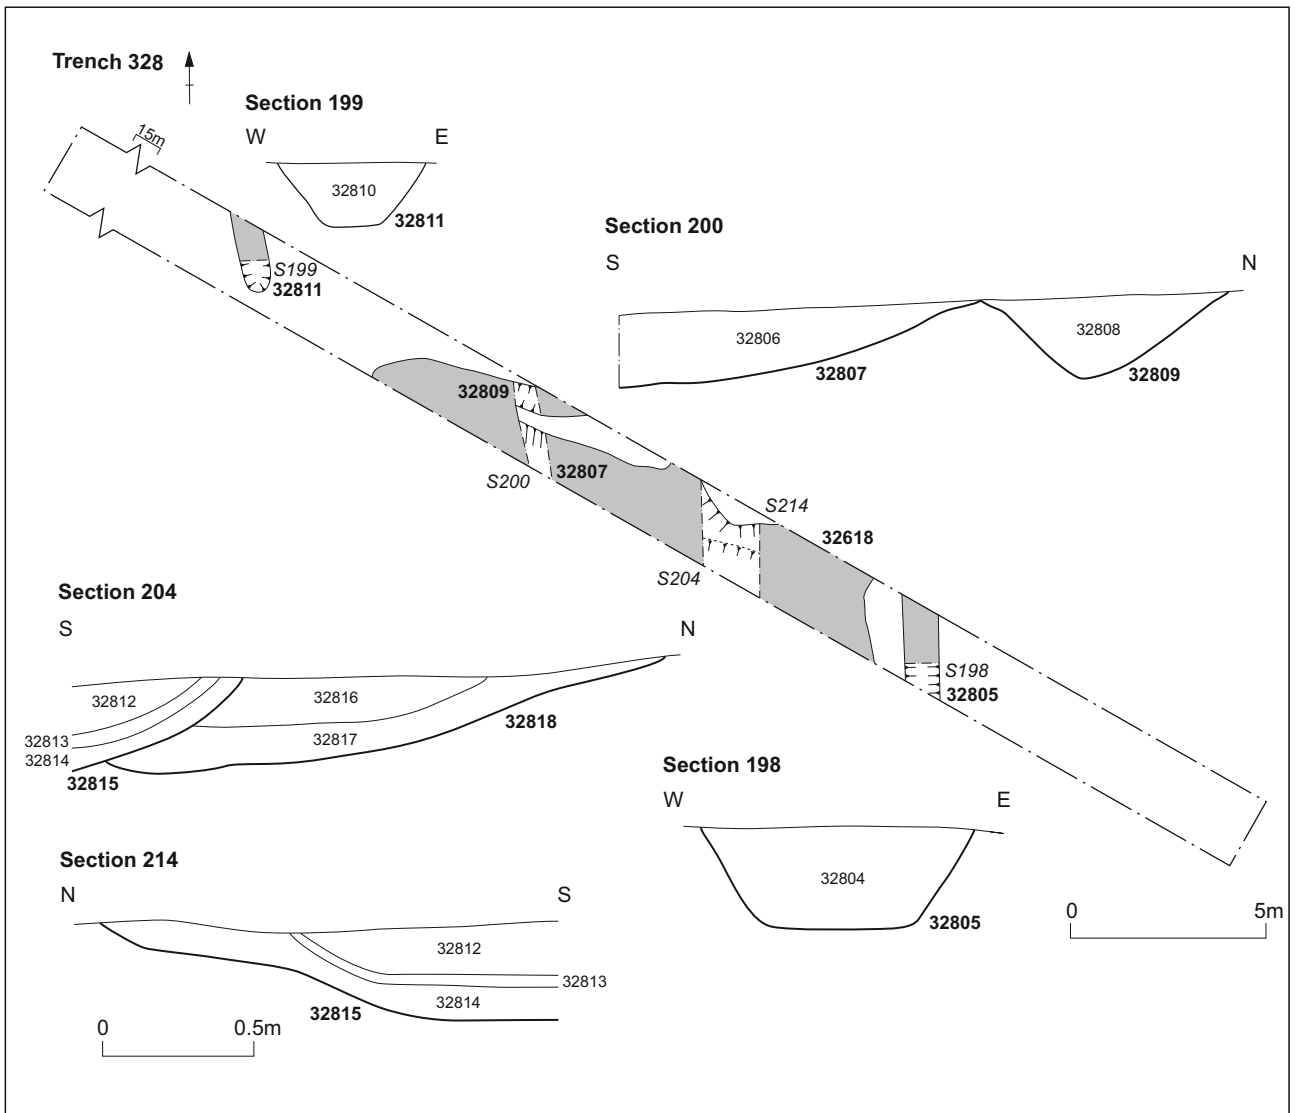 Trench 328
15m
Section 199
W E
32810
32811
Section 200
S N
32806
32808
32807
32809
S199
32811
32809
32807
S200
S214
32618
S204
S198
32805
Section 204
S N
32812
32816
32813
32817
32818
32814
32815
Section 198
W E
32804
32805
Section 214
N S
32812
32813
32814
32815
0 0.5m
0 5m